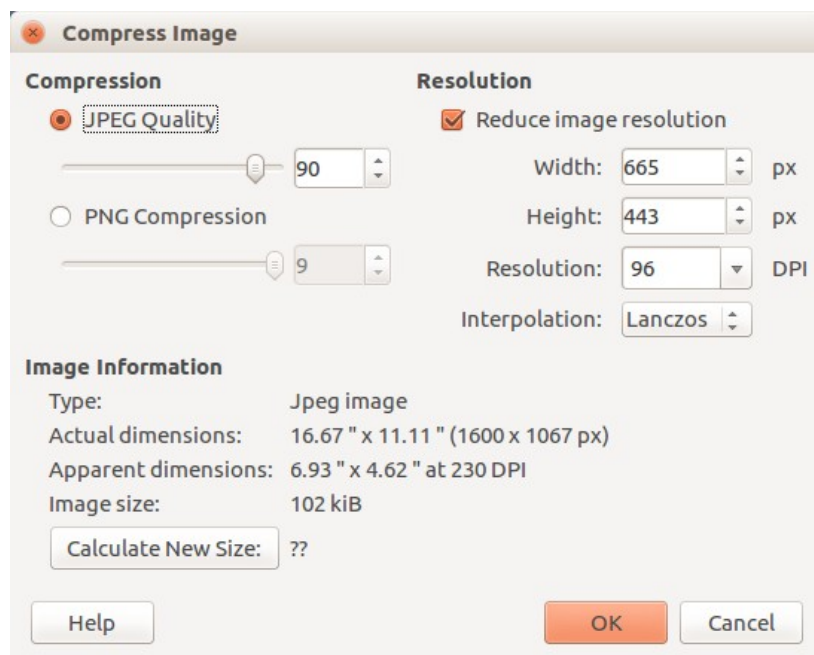 Compress Image
Compression
JPEG Quality
90
PNG Compression
9
Resolution
Reduce image resolution
Width: 665 px
Height: 443 px
Resolution: 96 DPI
Interpolation: Lanczos
Image Information
Type: Jpeg image
Actual dimensions: 16.67 " x 11.11 " (1600 x 1067 px)
Apparent dimensions: 6.93 " x 4.62 " at 230 DPI
Image size: 102 kiB
Calculate New Size: ??
Help OK Cancel